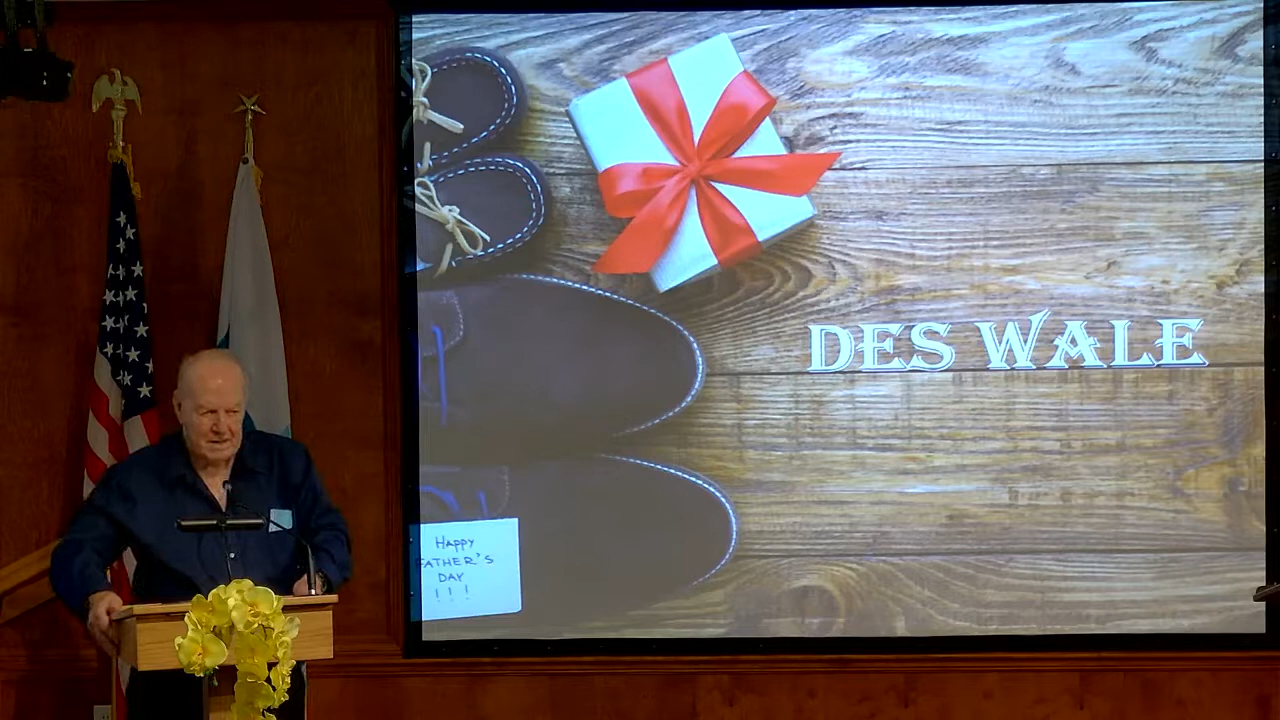 DES WALE
Happy
FATHER'S
DAY
! ! !